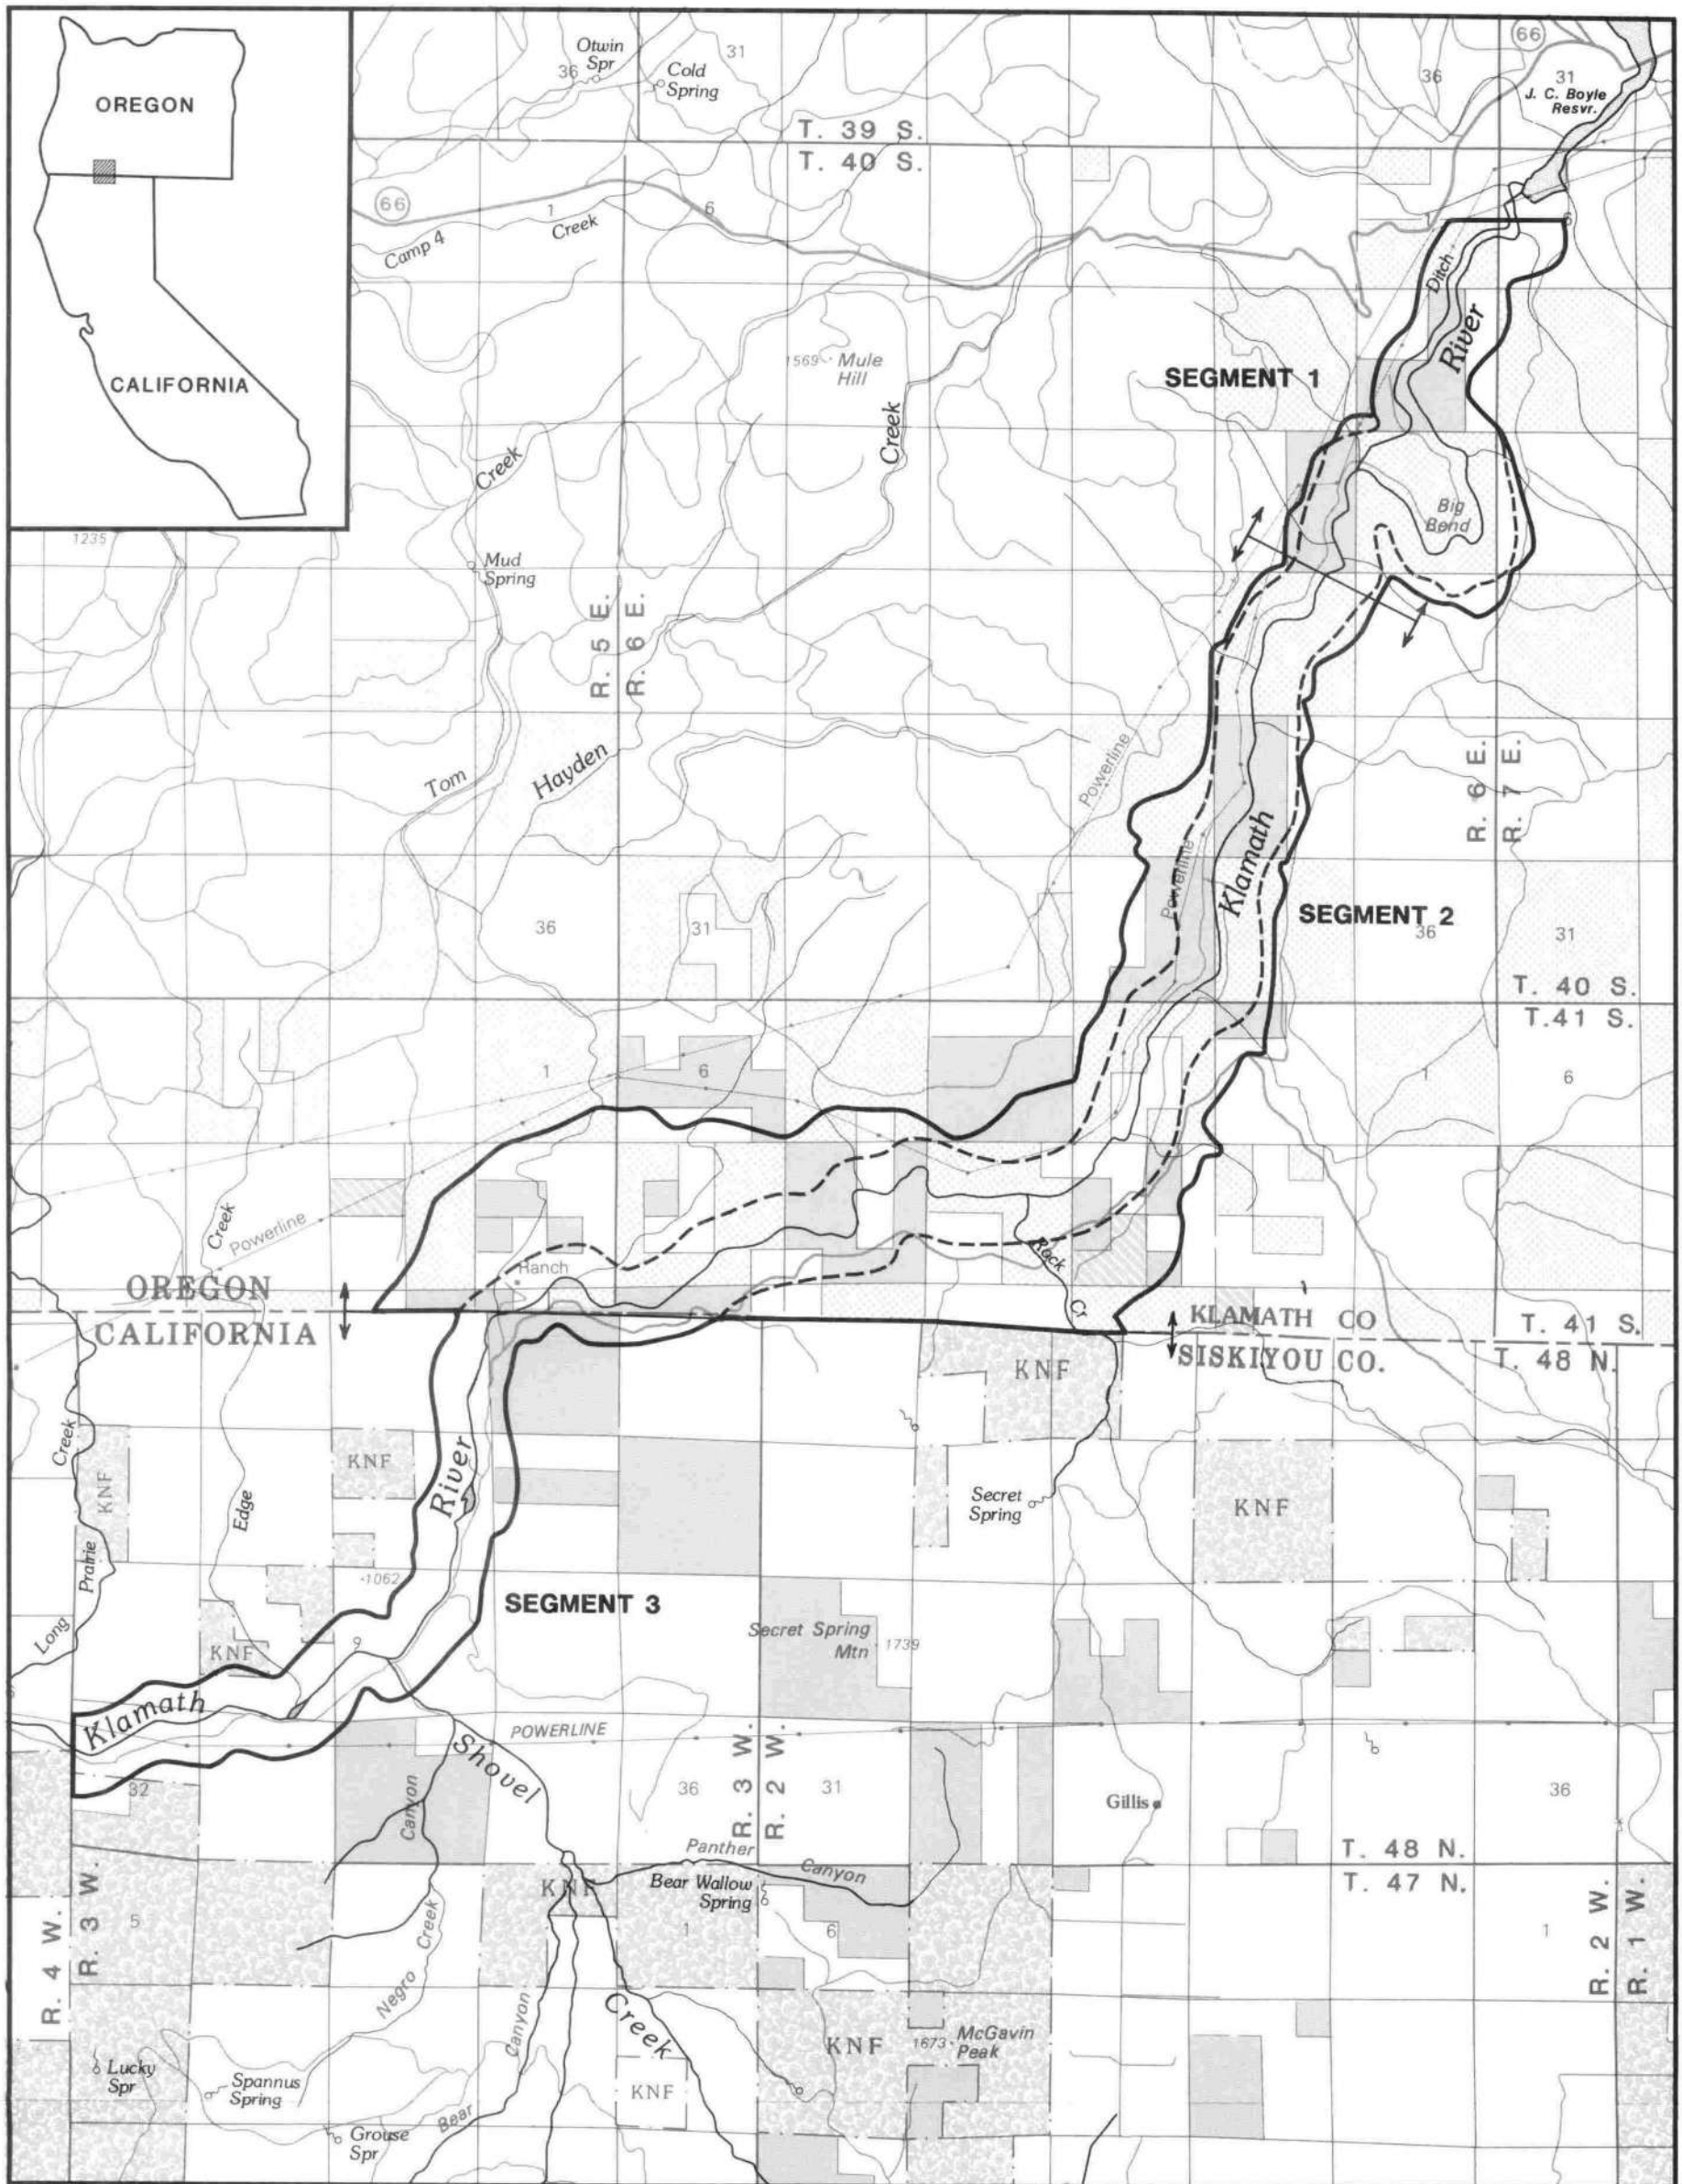 OREGON
CALIFORNIA
Otwin
Spr
36
31
Cold
Spring
66
36
31
J. C. Boyle
Resvr.
T. 39 S.
T. 40 S.
66
1
6
Camp 4
Creek
1
6
Ditch
River
1569
Mule
Hill
SEGMENT 1
Creek
Creek
Big
Bend
1235
Mud
Spring
R. 5 E.
R. 6 E.
Tom
Hayden
Powerline
R. 6 E.
R. 7 E.
Powerline
Klamath
SEGMENT 2
36
31
36
31
T. 40 S.
T. 41 S.
1
6
1
6
Creek
Powerline
Ranch
Rock
Cr
OREGON
CALIFORNIA
KLAMATH CO
SISKIYOU CO.
T. 41 S.
T. 48 N.
KNF
Creek
KNF
KNF
River
Edge
Secret
Spring
KNF
Prairie
1062
SEGMENT 3
Long
KNF
9
Secret Spring
Mtn
1739
Klamath
POWERLINE
Shovel
32
Canyon
36
R. 3 W.
R. 2 W.
31
Gillis
36
Panther
Canyon
T. 48 N.
T. 47 N.
KNF
Bear Wallow
Spring
R. 4 W.
R. 3 W.
5
Creek
1
6
1
R. 2 W.
R. 1 W.
Negro
Canyon
Creek
KNF
1673
McGavin
Peak
Lucky
Spr
Spannus
Spring
KNF
Grouse
Spr
Bear